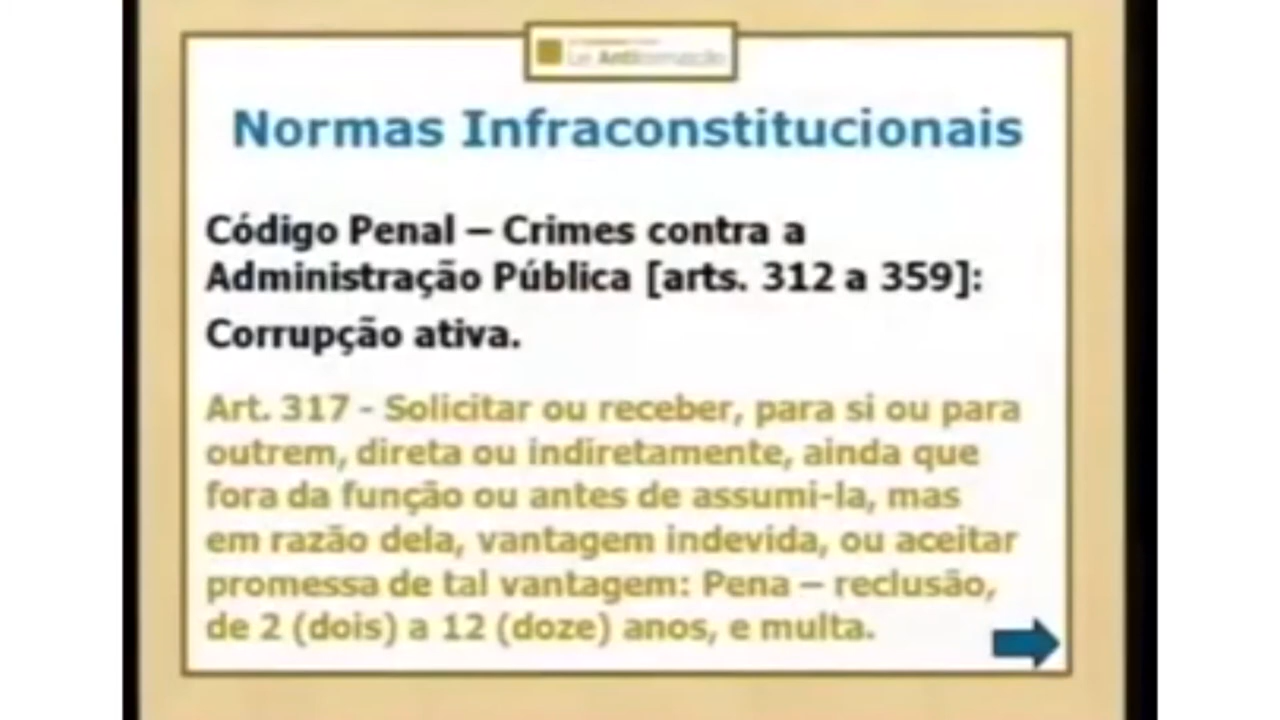 Normas Infraconstitucionais
Código Penal – Crimes contra a
Administração Pública [arts. 312 a 359]:
Corrupção ativa.
Art. 317 - Solicitar ou receber, para si ou para
outrem, direta ou indiretamente, ainda que
fora da função ou antes de assumi-la, mas
em razão dela, vantagem indevida, ou aceitar
promessa de tal vantagem: Pena – reclusão,
de 2 (dois) a 12 (doze) anos, e multa.